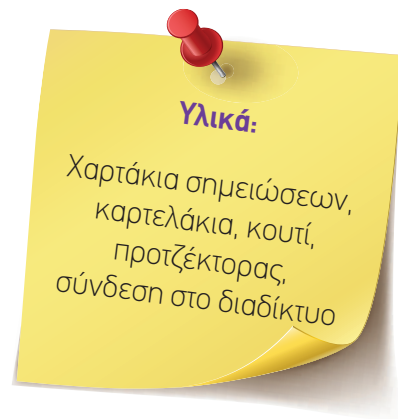 Υλικά:
Χαρτάκια σημειώσεων,
καρτελάκια, κουτί,
προτζέκτορας,
σύνδεση στο διαδίκτυο